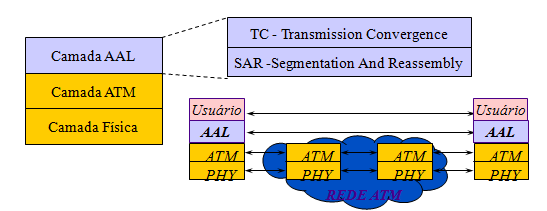 TC - Transmission Convergence
SAR -Segmentation And Reassembly
Camada AAL
Camada ATM
Camada Física
Usuário
Usuário
AAL
AAL
ATM
ATM
ATM
ATM
PHY
PHY
PHY
PHY
REDE ATM